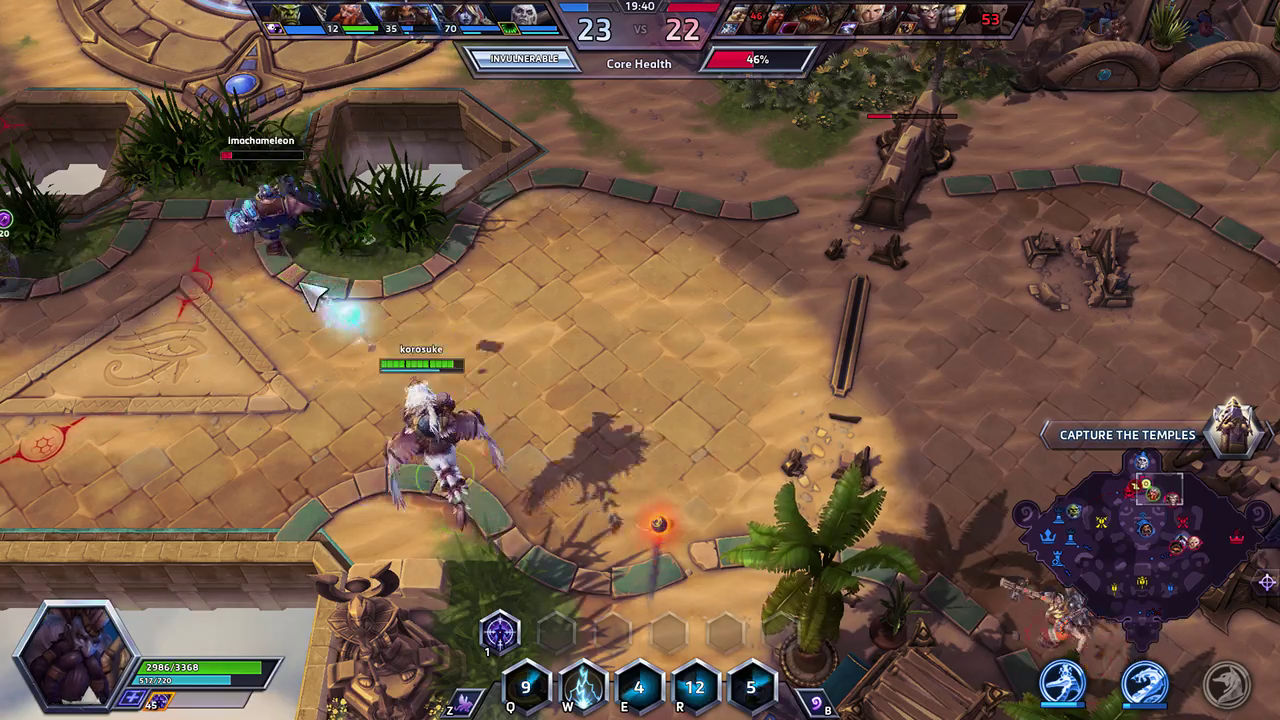 19:40
12 35 70 46 53
23 VS 22
INVULNERABLE Core Health 46%
Imachameleon
20
korosuke
CAPTURE THE TEMPLES
2986/3368
517/720
45
1
9 4 12 5
Z Q W E R B